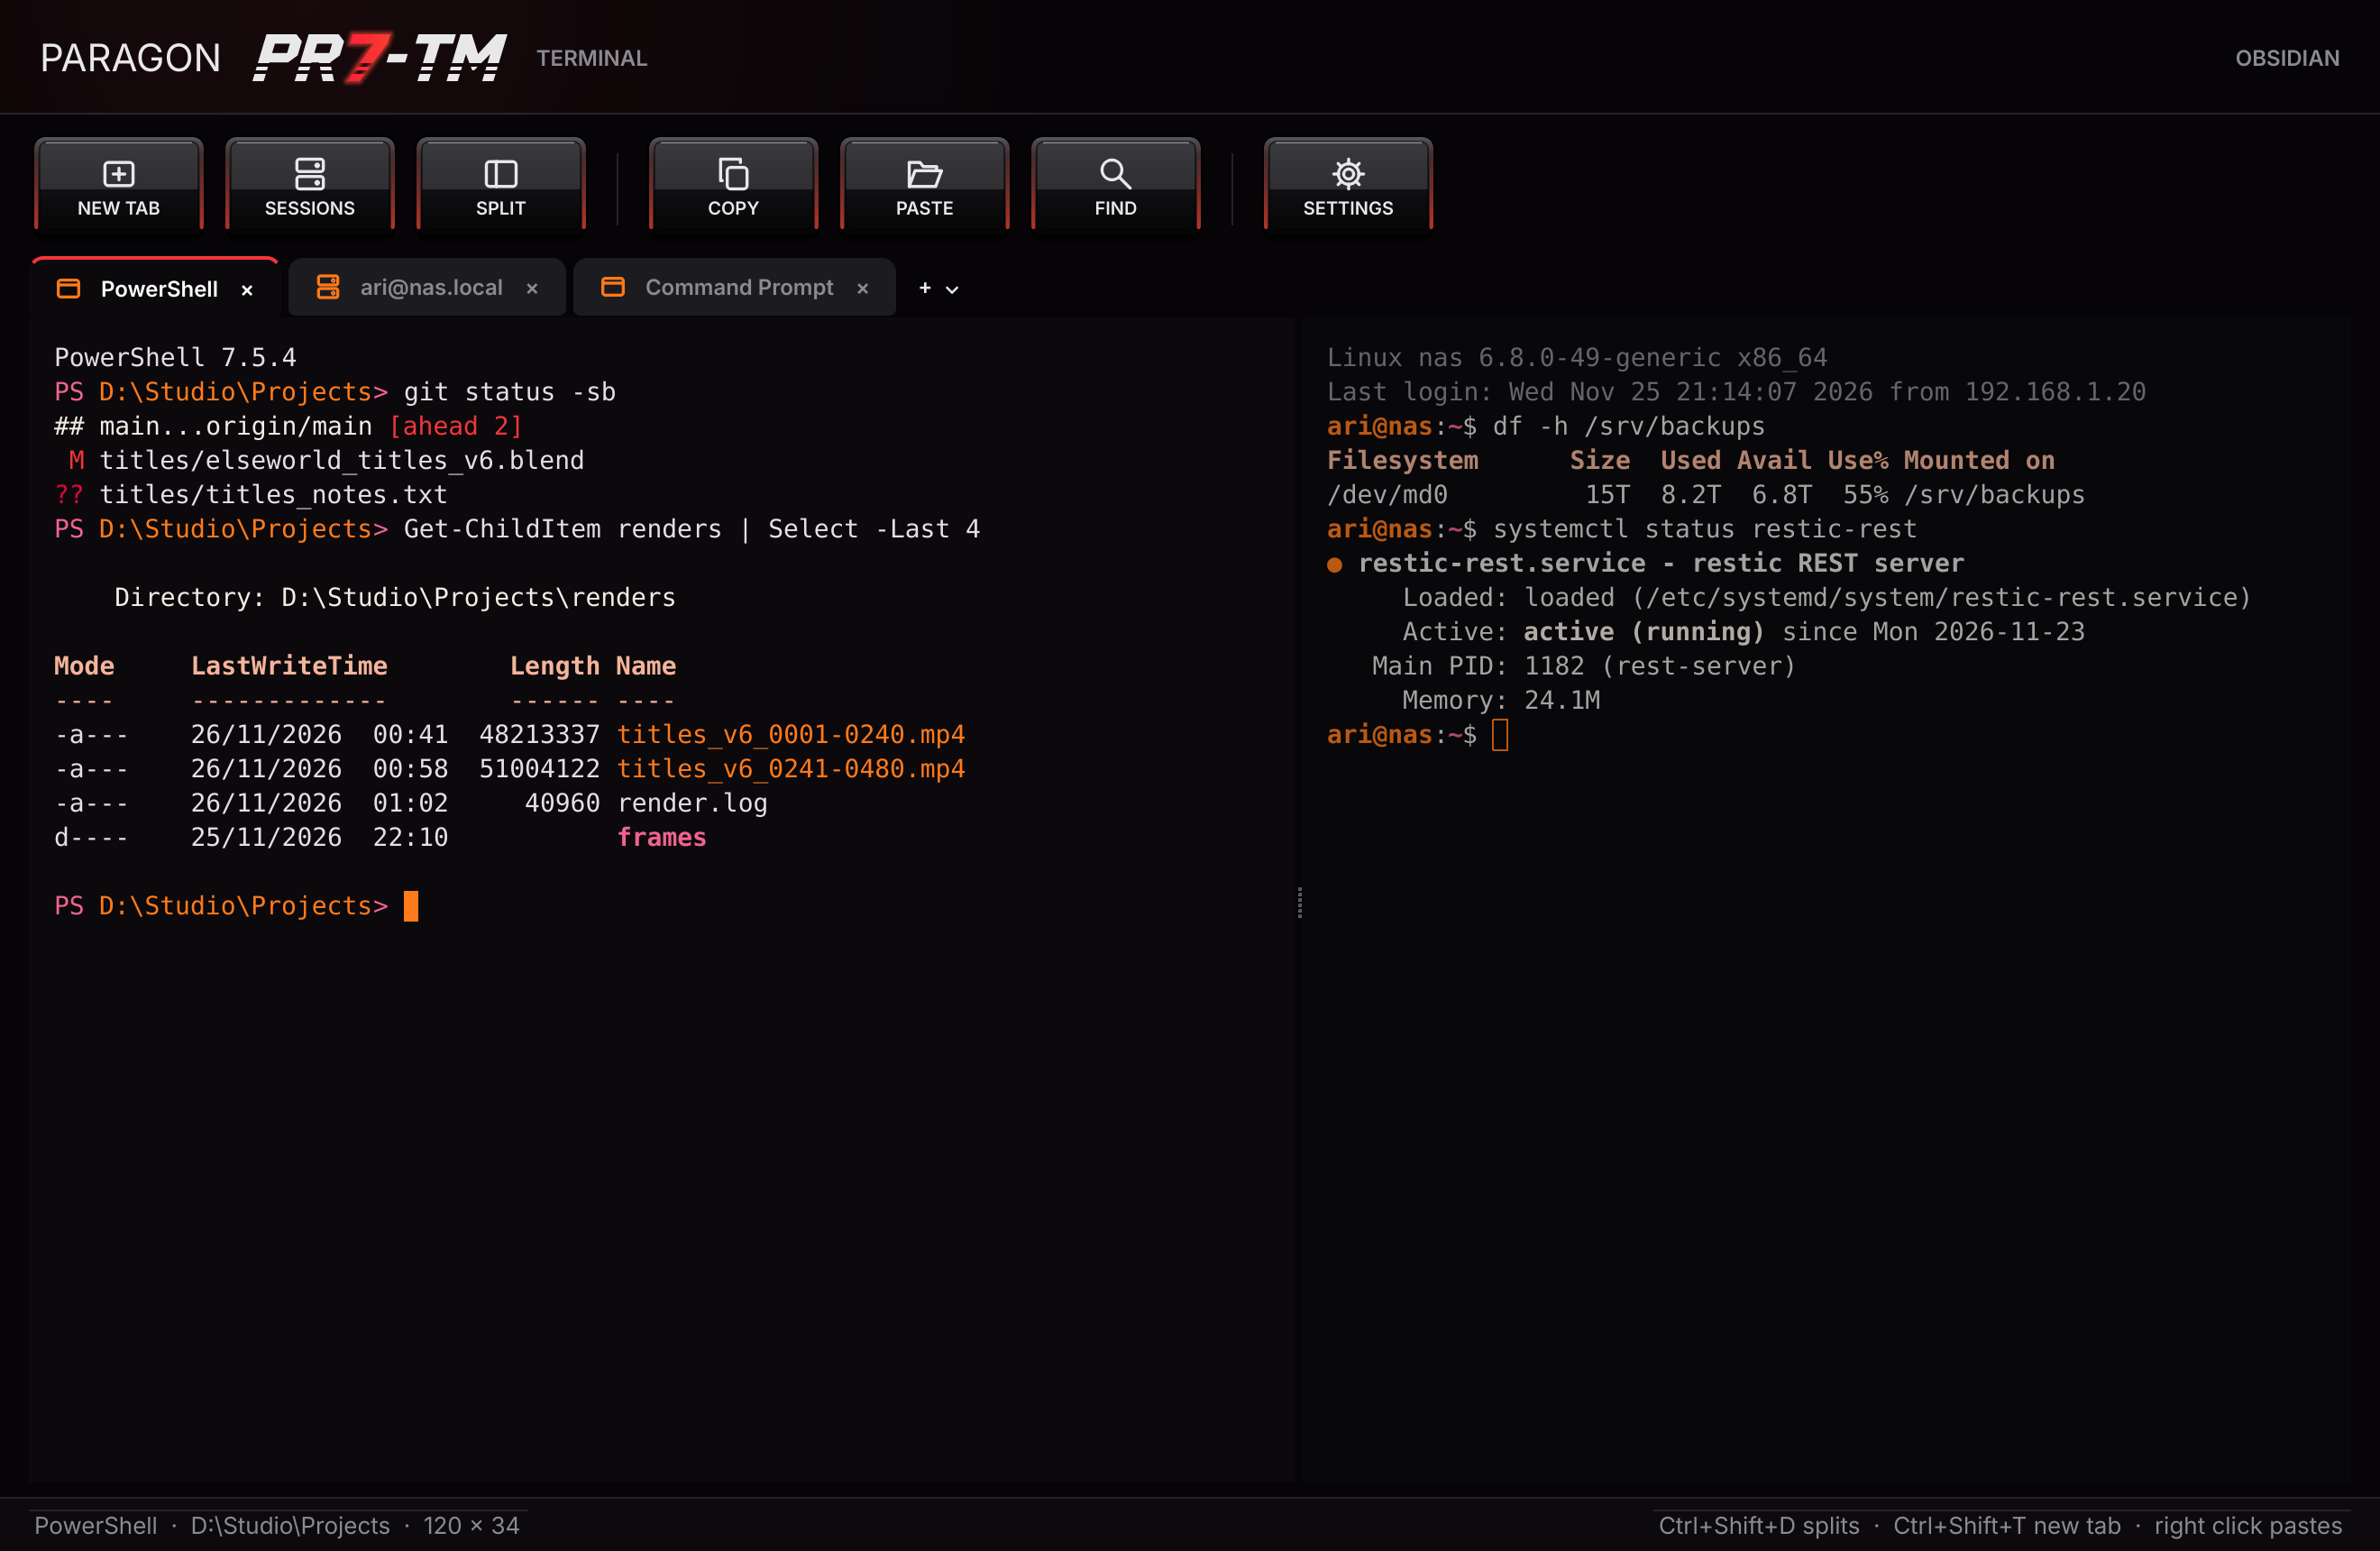 PARAGON PR7-TM TERMINAL
OBSIDIAN
NEW TAB
SESSIONS
SPLIT
COPY
PASTE
FIND
SETTINGS
PowerShell ×
ari@nas.local ×
Command Prompt ×
+
PowerShell 7.5.4
PS D:\Studio\Projects> git status -sb
## main...origin/main [ahead 2]
 M titles/elseworld_titles_v6.blend
?? titles/titles_notes.txt
PS D:\Studio\Projects> Get-ChildItem renders | Select -Last 4
    Directory: D:\Studio\Projects\renders
Mode     LastWriteTime        Length Name
----     -------------        ------ ----
-a---    26/11/2026  00:41  48213337 titles_v6_0001-0240.mp4
-a---    26/11/2026  00:58  51004122 titles_v6_0241-0480.mp4
-a---    26/11/2026  01:02     40960 render.log
d----    25/11/2026  22:10           frames
PS D:\Studio\Projects>
Linux nas 6.8.0-49-generic x86_64
Last login: Wed Nov 25 21:14:07 2026 from 192.168.1.20
ari@nas:~$ df -h /srv/backups
Filesystem      Size  Used Avail Use% Mounted on
/dev/md0         15T  8.2T  6.8T  55% /srv/backups
ari@nas:~$ systemctl status restic-rest
● restic-rest.service - restic REST server
     Loaded: loaded (/etc/systemd/system/restic-rest.service)
     Active: active (running) since Mon 2026-11-23
   Main PID: 1182 (rest-server)
     Memory: 24.1M
ari@nas:~$
PowerShell · D:\Studio\Projects · 120 × 34
Ctrl+Shift+D splits · Ctrl+Shift+T new tab · right click pastes